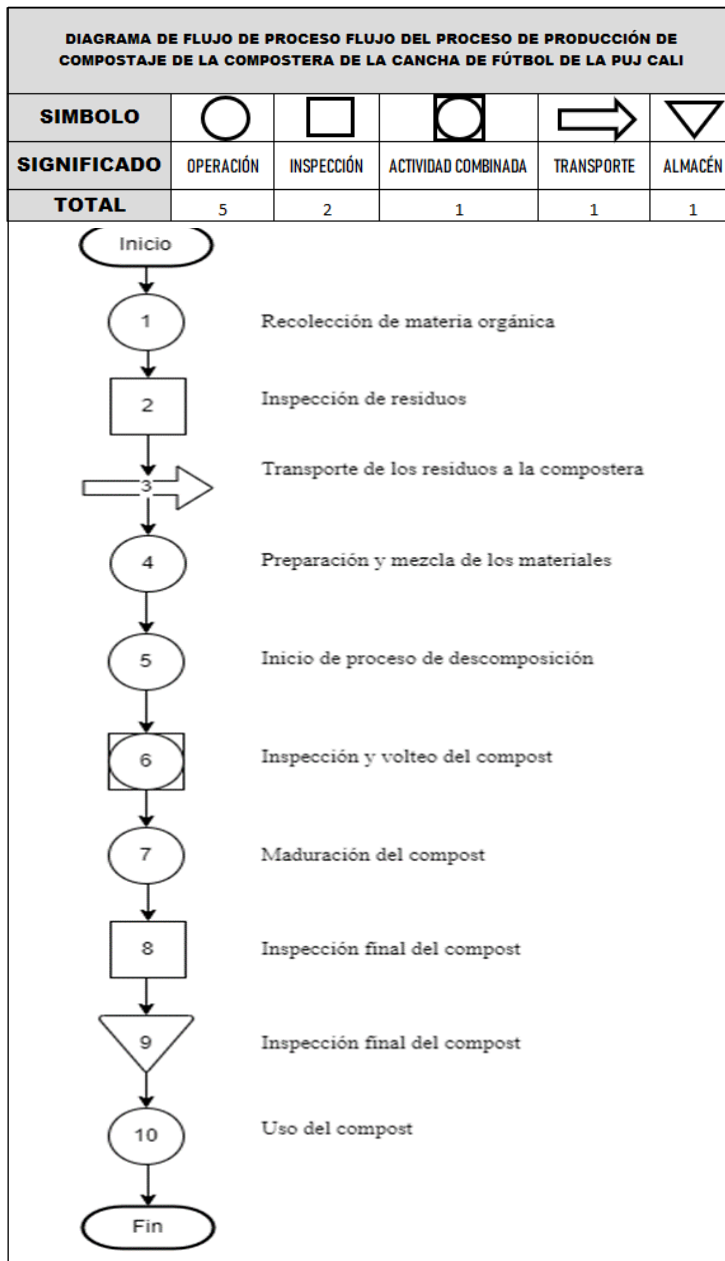 DIAGRAMA DE FLUJO DE PROCESO FLUJO DEL PROCESO DE PRODUCCIÓN DE
COMPOSTAJE DE LA COMPOSTERA DE LA CANCHA DE FÚTBOL DE LA PUJ CALI
SIMBOLO
SIGNIFICADO OPERACIÓN INSPECCIÓN ACTIVIDAD COMBINADA TRANSPORTE ALMACÉN
TOTAL 5 2 1 1 1
Inicio
1 Recolección de materia orgánica
2 Inspección de residuos
3 Transporte de los residuos a la compostera
4 Preparación y mezcla de los materiales
5 Inicio de proceso de descomposición
6 Inspección y volteo del compost
7 Maduración del compost
8 Inspección final del compost
9 Inspección final del compost
10 Uso del compost
Fin